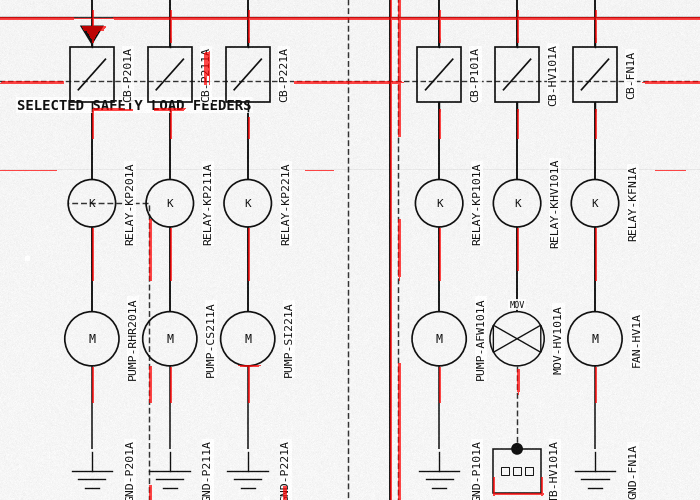 CB-P201A
CB-P211A
CB-P221A
CB-P101A
CB-HV101A
CB-FN1A
SELECTED SAFETY LOAD FEEDERS
K
RELAY-KP201A
K
RELAY-KP211A
K
RELAY-KP221A
K
RELAY-KP101A
K
RELAY-KHV101A
K
RELAY-KFN1A
M
PUMP-RHR201A
M
PUMP-CS211A
M
PUMP-SI221A
M
PUMP-AFW101A
MOV
MOV-HV101A
M
FAN-HV1A
GND-P201A
GND-P211A
GND-P221A
GND-P101A
TB-HV101A
GND-FN1A